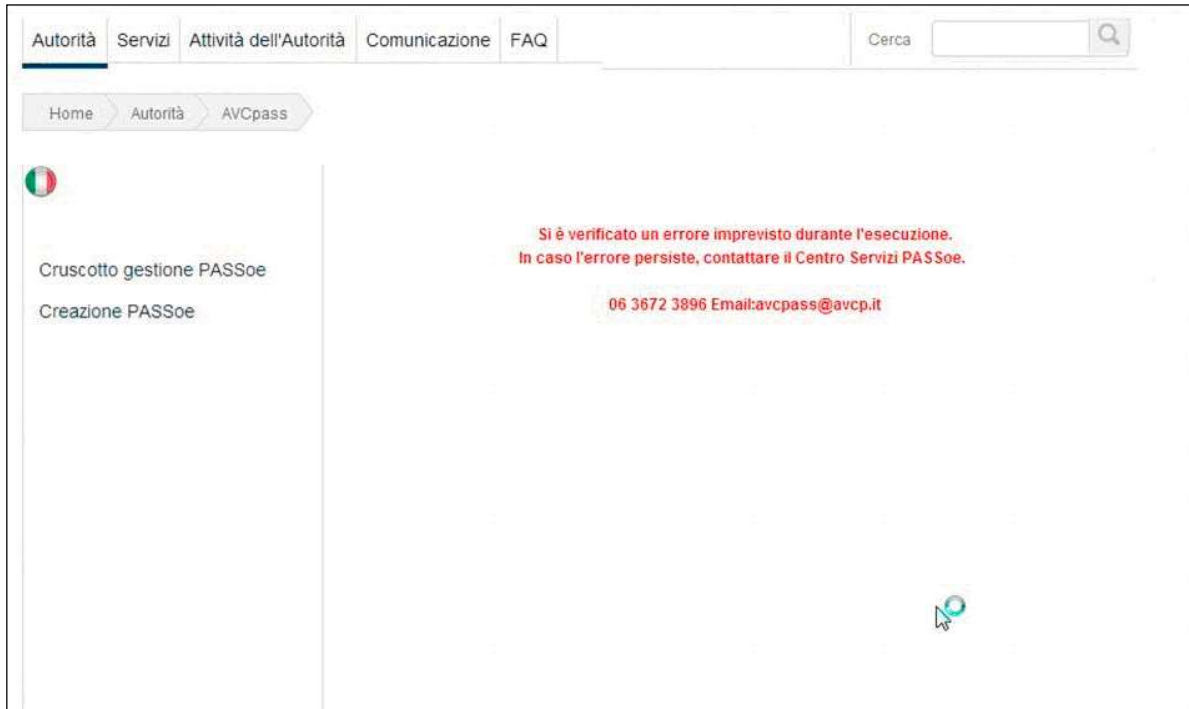 Autorità Servizi Attività dell'Autorità Comunicazione FAQ Cerca
Home Autorità AVCpass
Si è verificato un errore imprevisto durante l'esecuzione.
In caso l'errore persiste, contattare il Centro Servizi PASSoe.
06 3672 3896 Email:avcpass@avcp.it
Cruscotto gestione PASSoe
Creazione PASSoe